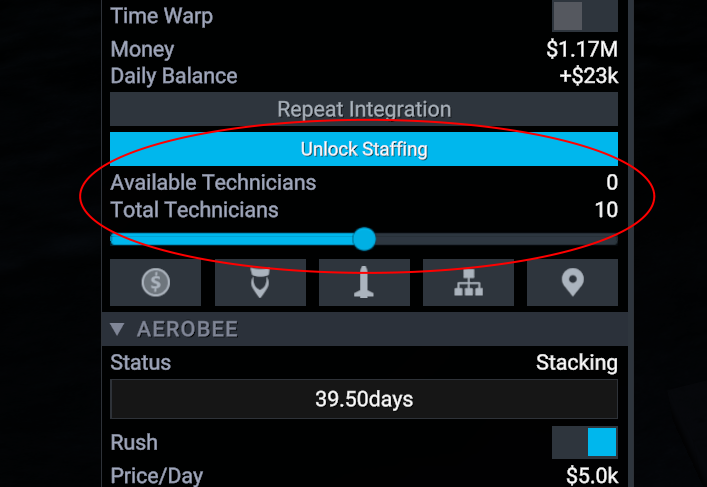 Time Warp
Money $1.17M
Daily Balance +$23k
Repeat Integration
Unlock Staffing
Available Technicians 0
Total Technicians 10
$
AEROBEE
Status Stacking
39.50days
Rush
Price/Day $5.0k